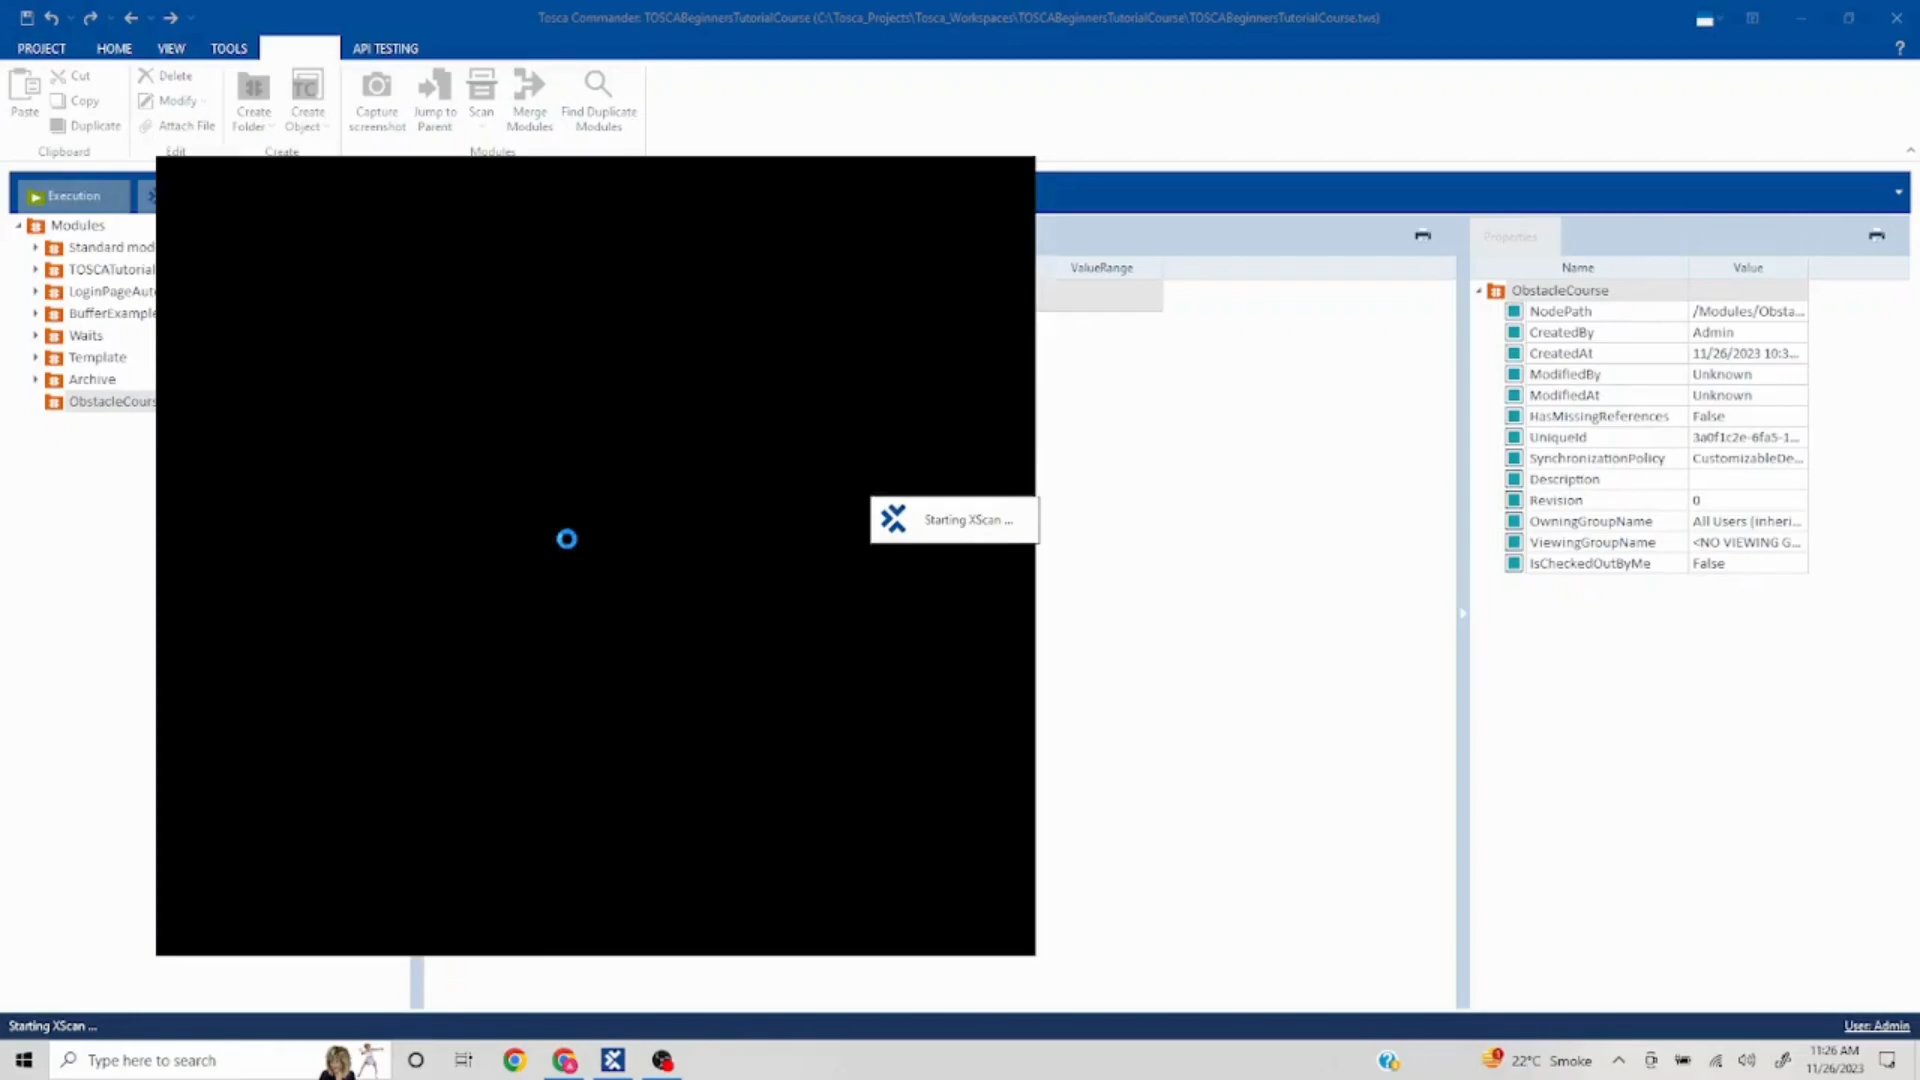 Tosca Commander: TOSCABeginnersTutorialCourse (C:\Tosca_Projects\Tosca_Workspaces\TOSCABeginnersTutorialCourse\TOSCABeginnersTutorialCourse.tws)
PROJECT HOME VIEW TOOLS API TESTING ?
Paste
Cut
Copy
Duplicate
Clipboard
Delete
Modify
Attach File
Edit
Create Folder
Create Object
Create
Capture screenshot
Jump to Parent
Scan
Merge Modules
Find Duplicate Modules
Modules
Execution
Modules
Standard mod
TOSCATutorial
LoginPageAut
BufferExample
Waits
Template
Archive
ObstacleCours
Starting XScan ...
ValueRange
Properties
Name Value
ObstacleCourse
NodePath /Modules/Obsta...
CreatedBy Admin
CreatedAt 11/26/2023 10:3...
ModifiedBy Unknown
ModifiedAt Unknown
HasMissingReferences False
UniqueId 3a0f1c2e-6fa5-1...
SynchronizationPolicy CustomizableDe...
Description
Revision 0
OwningGroupName All Users (inheri...
ViewingGroupName <NO VIEWING G...
IsCheckedOutByMe False
Starting XScan ...
User: Admin
Type here to search
22°C Smoke
11:26 AM
11/26/2023